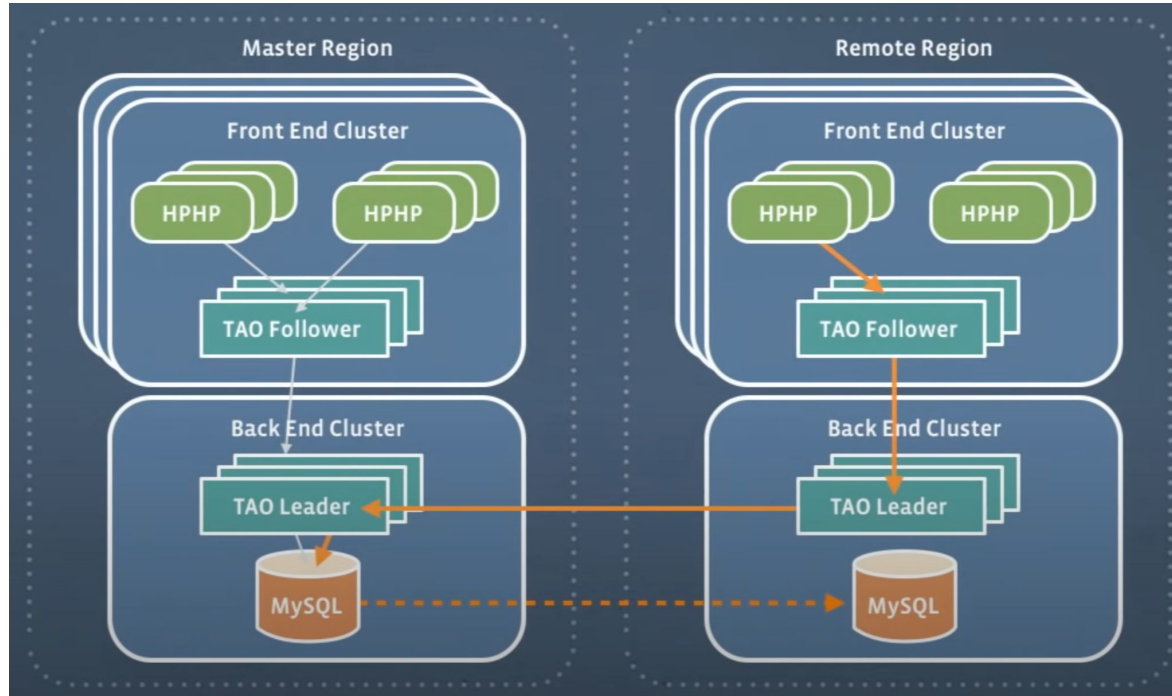 Master Region
Front End Cluster
HPHP
HPHP
TAO Follower
Back End Cluster
TAO Leader
MySQL
Remote Region
Front End Cluster
HPHP
HPHP
TAO Follower
Back End Cluster
TAO Leader
MySQL